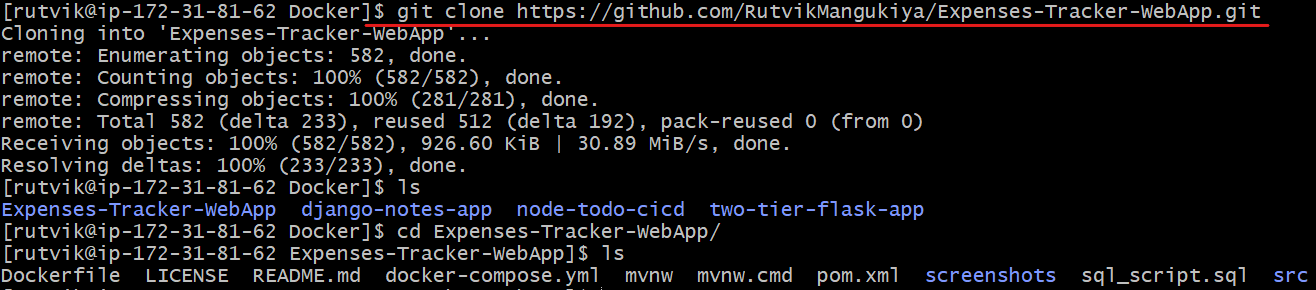 [rutvik@ip-172-31-81-62 Docker]$ git clone https://github.com/RutvikMangukiya/Expenses-Tracker-WebApp.git
Cloning into 'Expenses-Tracker-WebApp'...
remote: Enumerating objects: 582, done.
remote: Counting objects: 100% (582/582), done.
remote: Compressing objects: 100% (281/281), done.
remote: Total 582 (delta 233), reused 512 (delta 192), pack-reused 0 (from 0)
Receiving objects: 100% (582/582), 926.60 KiB | 30.89 MiB/s, done.
Resolving deltas: 100% (233/233), done.
[rutvik@ip-172-31-81-62 Docker]$ ls
Expenses-Tracker-WebApp  django-notes-app  node-todo-cicd  two-tier-flask-app
[rutvik@ip-172-31-81-62 Docker]$ cd Expenses-Tracker-WebApp/
[rutvik@ip-172-31-81-62 Expenses-Tracker-WebApp]$ ls
Dockerfile  LICENSE  README.md  docker-compose.yml  mvnw  mvnw.cmd  pom.xml  screenshots  sql_script.sql  src